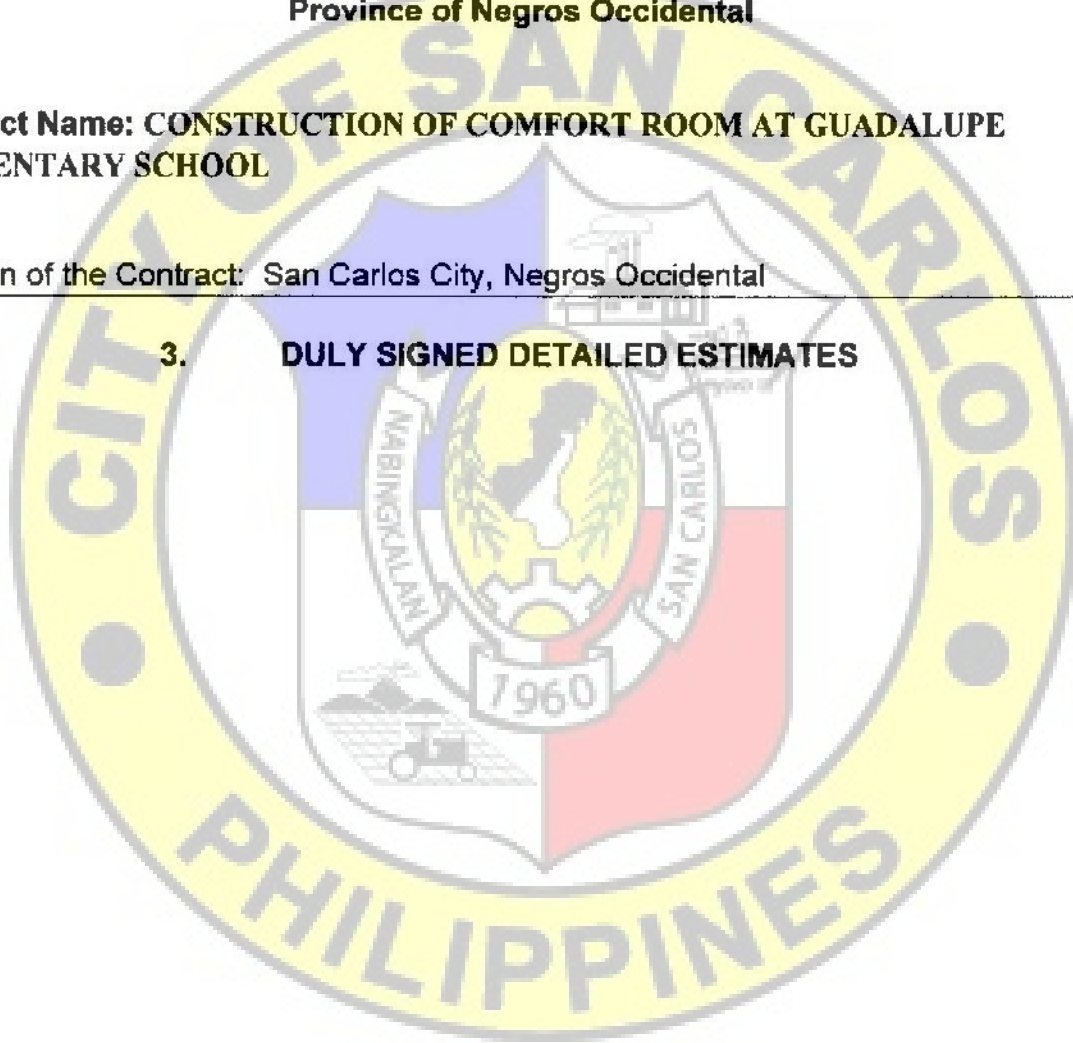 Province of Negros Occidental
CITY OF SAN CARLOS
ct Name: CONSTRUCTION OF COMFORT ROOM AT GUADALUPE
ENTARY SCHOOL
n of the Contract: San Carlos City, Negros Occidental
3. DULY SIGNED DETAILED ESTIMATES
NABINGKALAN
SAN CARLOS
1960
PHILIPPINES